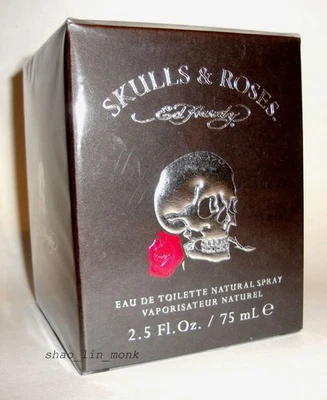 SKULLS & ROSES
Ed Hardy
EAU DE TOILETTE NATURAL SPRAY
VAPORISATEUR NATUREL
2.5 Fl.Oz. / 75 mL ℮
shao_lin_monk